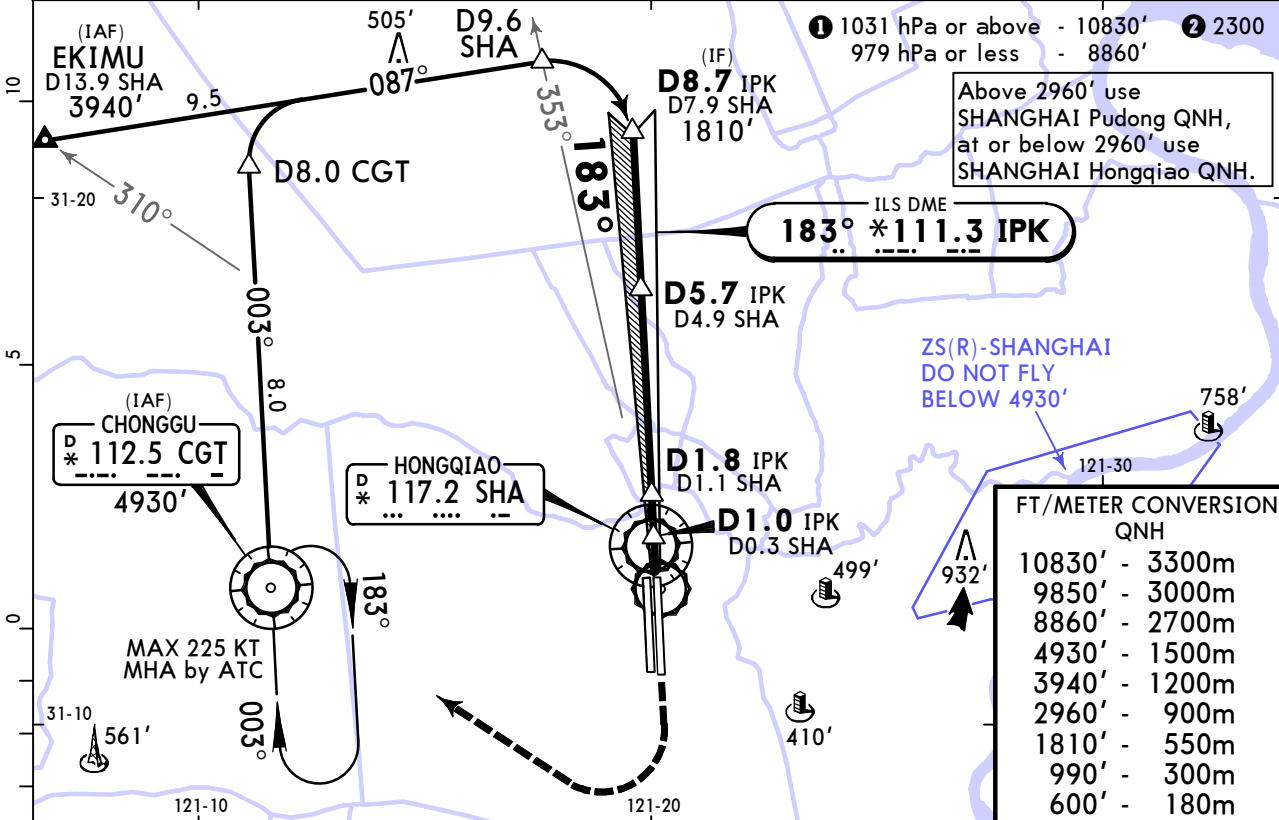 (IAF)
EKIMU
D13.9 SHA
3940'
9.5
505'
087°
D9.6
SHA
353°
(IF)
D8.7 IPK
D7.9 SHA
1810'
183°
❶ 1031 hPa or above - 10830'
979 hPa or less - 8860'
❷ 2300
Above 2960' use
SHANGHAI Pudong QNH,
at or below 2960' use
SHANGHAI Hongqiao QNH.
10
31-20
310°
D8.0 CGT
ILS DME
183° *111.3 IPK
003°
8.0
D5.7 IPK
D4.9 SHA
5
ZS(R)-SHANGHAI
DO NOT FLY
BELOW 4930'
758'
121-30
(IAF)
CHONGGU
D
* 112.5 CGT
4930'
HONGQIAO
D
* 117.2 SHA
D1.8 IPK
D1.1 SHA
D1.0 IPK
D0.3 SHA
499'
932'
410'
0
183°
MAX 225 KT
MHA by ATC
003°
31-10
561'
121-10
121-20
FT/METER CONVERSION
QNH
10830' - 3300m
9850' - 3000m
8860' - 2700m
4930' - 1500m
3940' - 1200m
2960' - 900m
1810' - 550m
990' - 300m
600' - 180m